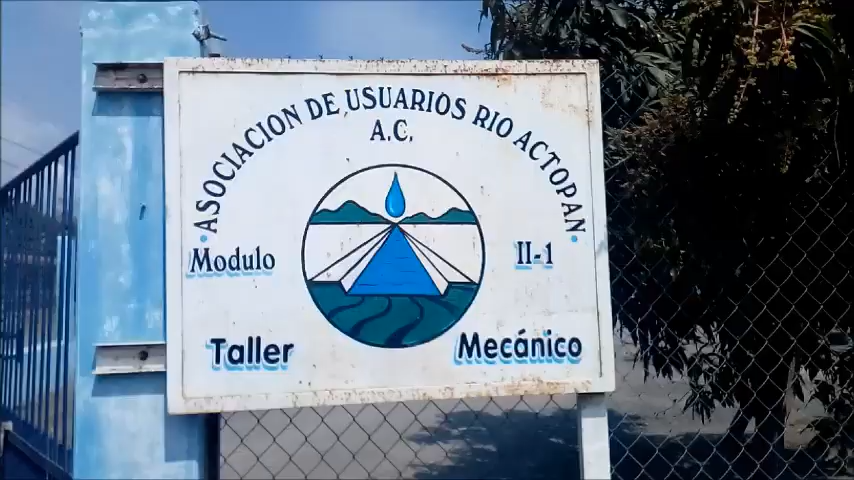 ASOCIACION DE USUARIOS RIO ACTOPAN
A.C.
Modulo II-1
Taller Mecánico